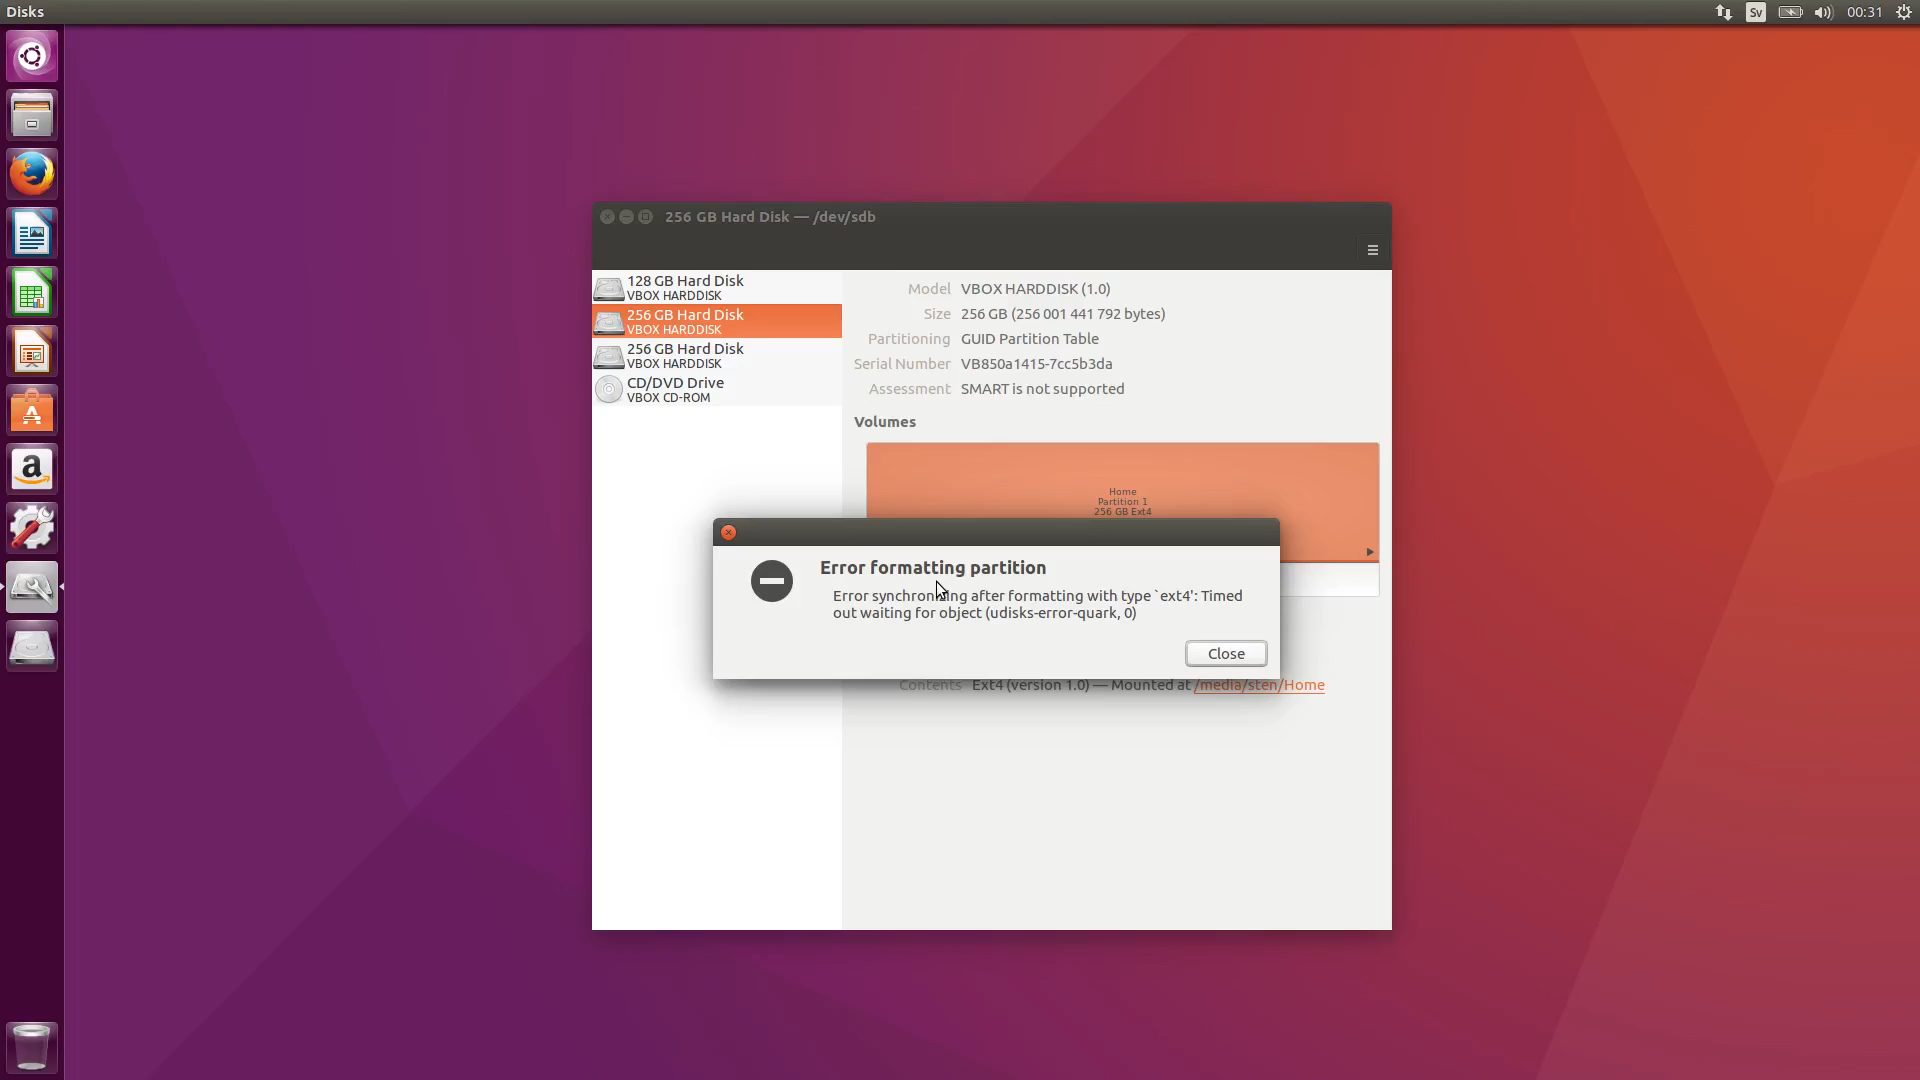 Disks
Sv
00:31
256 GB Hard Disk — /dev/sdb
128 GB Hard Disk
VBOX HARDDISK
256 GB Hard Disk
VBOX HARDDISK
256 GB Hard Disk
VBOX HARDDISK
CD/DVD Drive
VBOX CD-ROM
Model VBOX HARDDISK (1.0)
Size 256 GB (256 001 441 792 bytes)
Partitioning GUID Partition Table
Serial Number VB850a1415-7cc5b3da
Assessment SMART is not supported
Volumes
Home
Partition 1
256 GB Ext4
Error formatting partition
Error synchronizing after formatting with type `ext4': Timed
out waiting for object (udisks-error-quark, 0)
Close
Contents Ext4 (version 1.0) — Mounted at /media/sten/Home